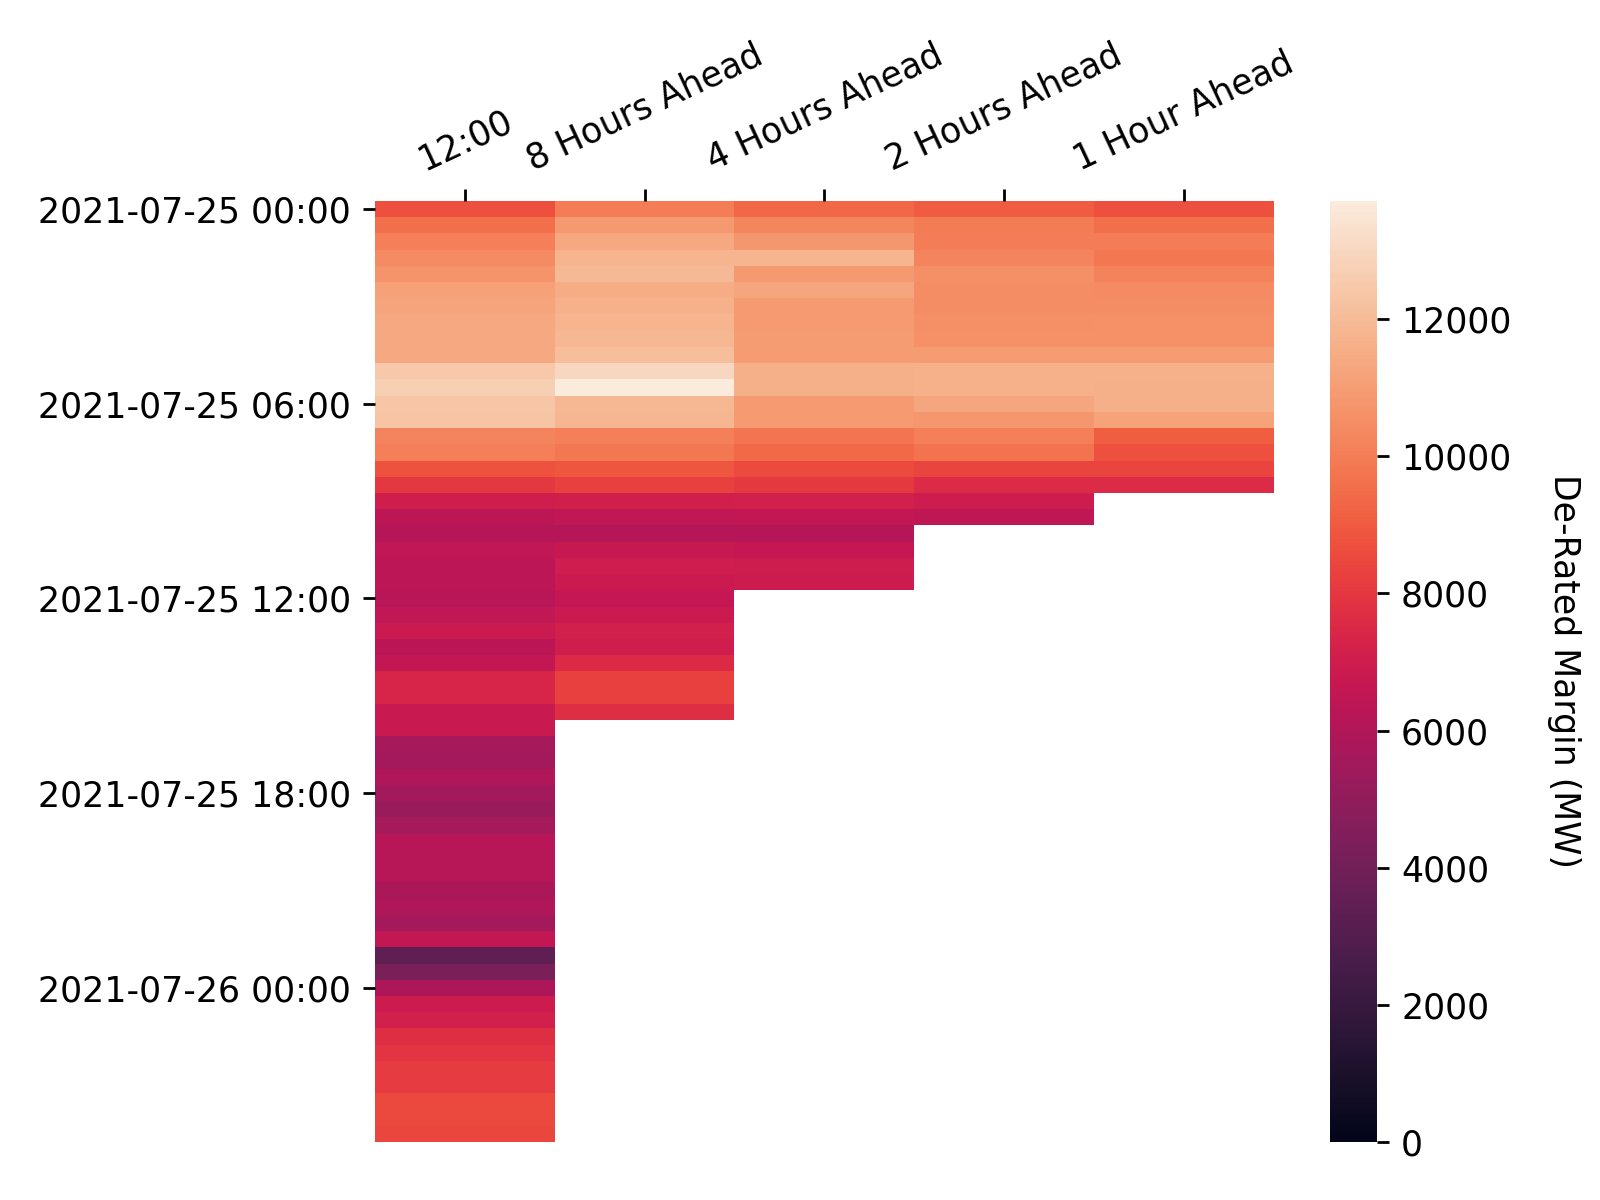 12:00
8 Hours Ahead
4 Hours Ahead
2 Hours Ahead
1 Hour Ahead
2021-07-25 00:00
2021-07-25 06:00
2021-07-25 12:00
2021-07-25 18:00
2021-07-26 00:00
12000
10000
8000
6000
4000
2000
0
De-Rated Margin (MW)